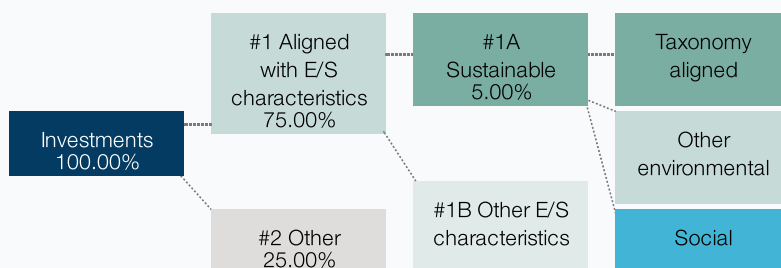 Investments
100.00%
#1 Aligned
with E/S
characteristics
75.00%
#2 Other
25.00%
#1A
Sustainable
5.00%
#1B Other E/S
characteristics
Taxonomy
aligned
Other
environmental
Social